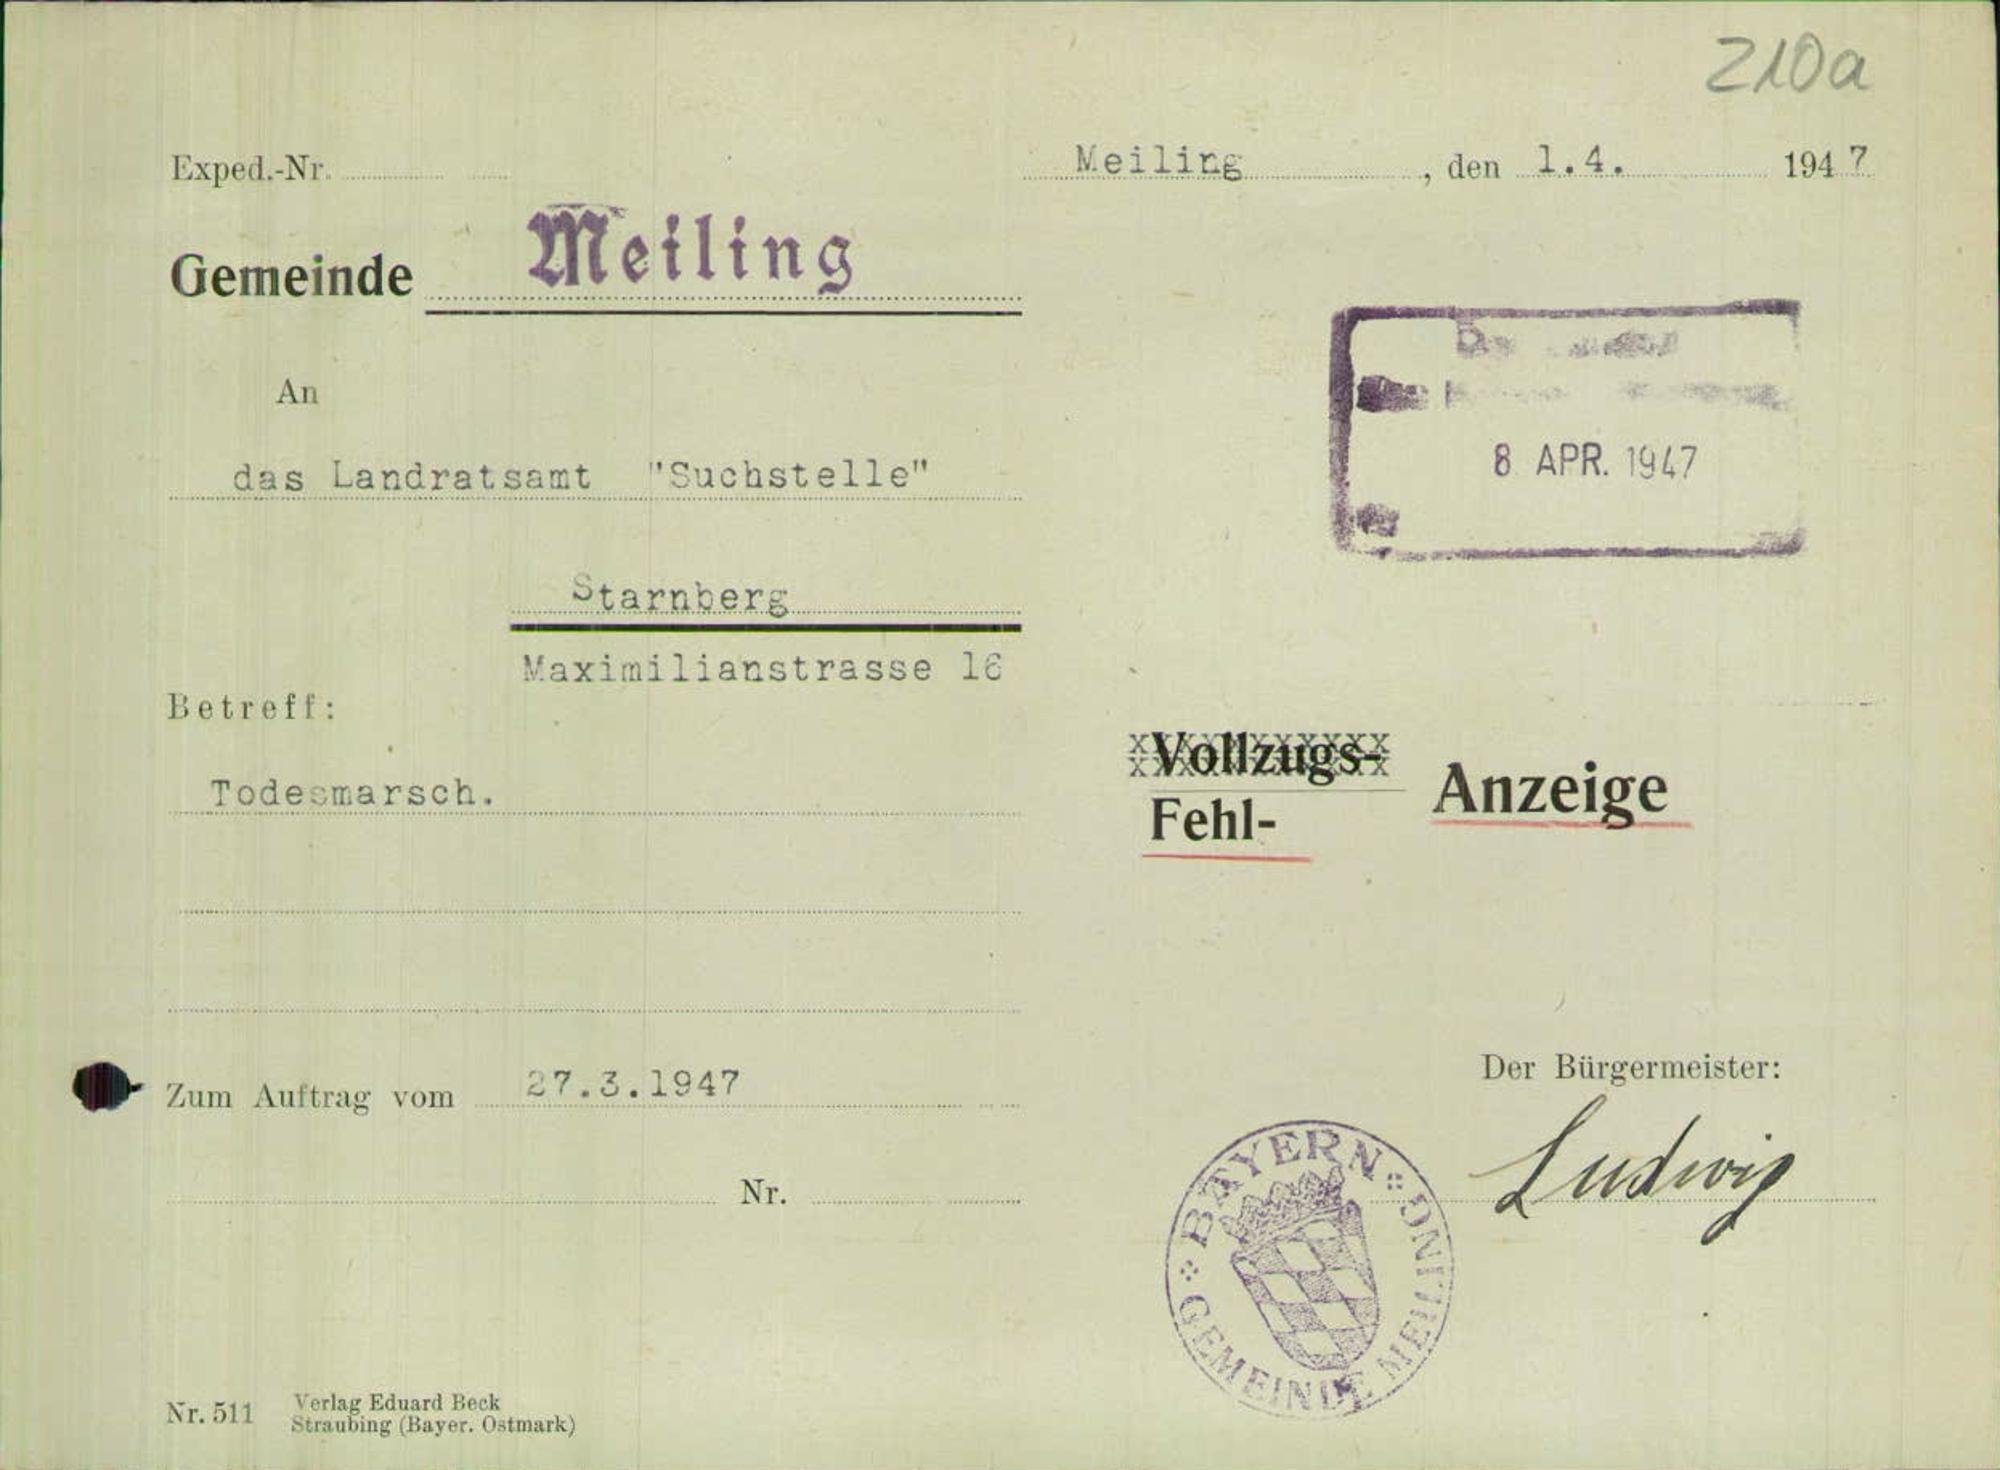 210a
Exped.-Nr.
Meiling, den 1.4. 1947
Gemeinde Meiling
An
das Landratsamt "Suchstelle"
8 APR. 1947
Starnberg
Maximilianstrasse 16
Betreff:
Todesmarsch.
Vollzugs-
Fehl-
Anzeige
Zum Auftrag vom 27.3.1947
Nr.
Der Bürgermeister:
Ludwig
BAYERN
GEMEINDE MEILING
Nr. 511
Verlag Eduard Beck
Straubing (Bayer. Ostmark)